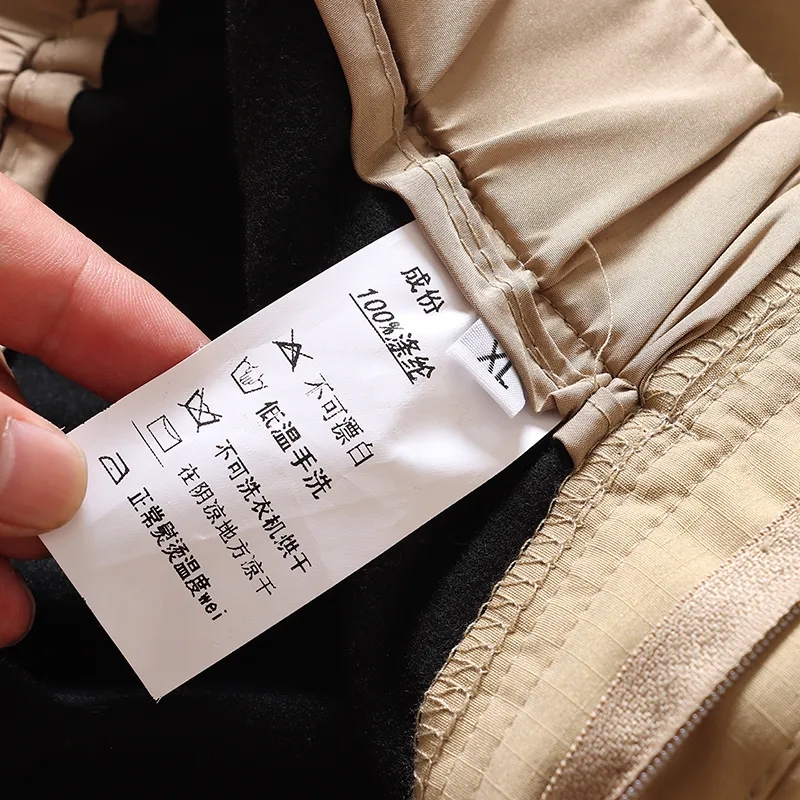 成份
100%涤纶
XL
不可漂白
低温手洗
不可洗衣机烘干
在阴凉地方凉干
正常熨烫温度wei